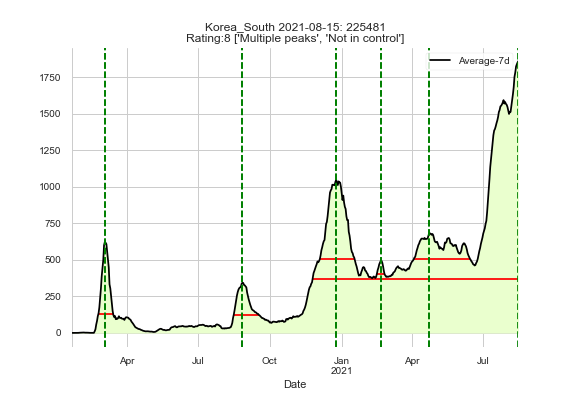 Korea_South 2021-08-15: 225481
Rating:8 ['Multiple peaks', 'Not in control']
Average-7d
1750
1500
1250
1000
750
500
250
0
Apr
Jul
Oct
Jan
2021
Apr
Jul
Date